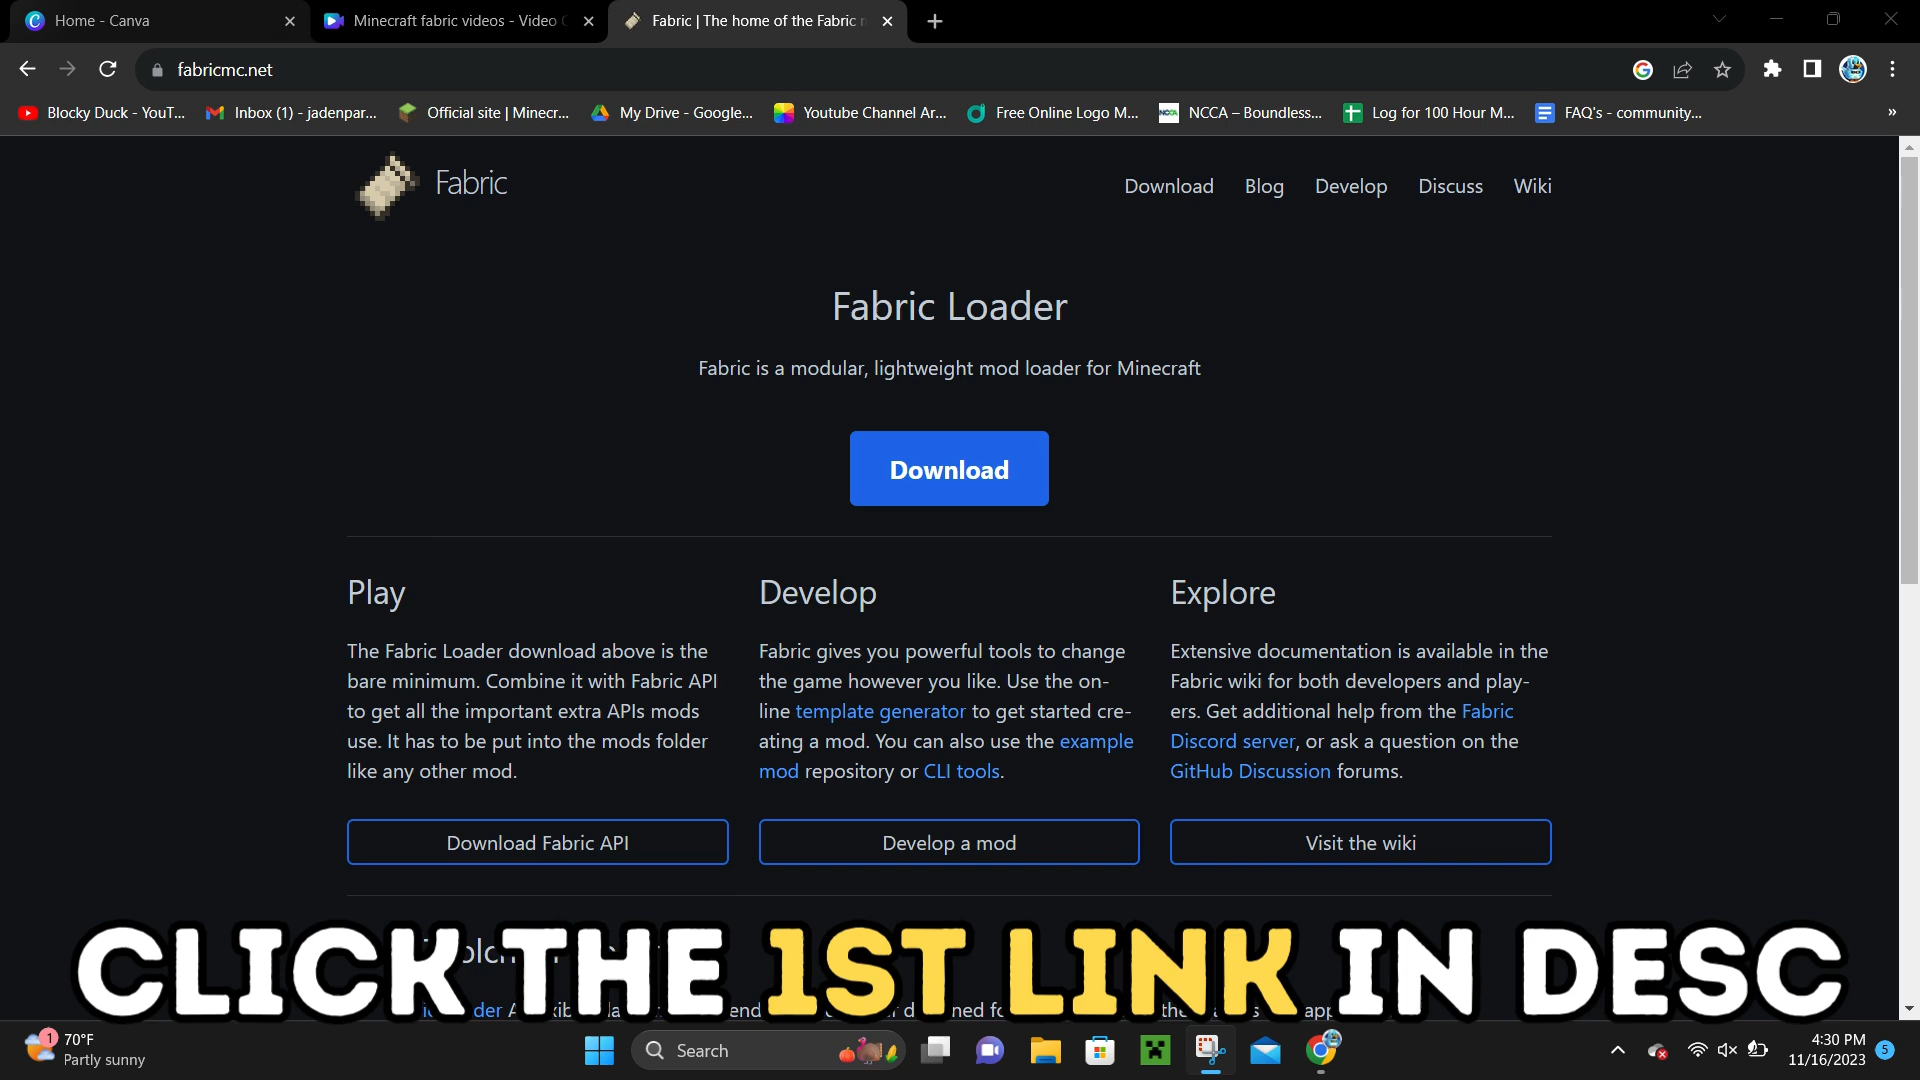 Home - Canva
Minecraft fabric videos - Video
Fabric | The home of the Fabric
fabricmc.net
Blocky Duck - YouT...
Inbox (1) - jadenpar...
Official site | Minecr...
My Drive - Google...
Youtube Channel Ar...
Free Online Logo M...
NCCA – Boundless...
Log for 100 Hour M...
FAQ's - community...
»
Fabric
Download
Blog
Develop
Discuss
Wiki
Fabric Loader
Fabric is a modular, lightweight mod loader for Minecraft
Download
Play
The Fabric Loader download above is the
bare minimum. Combine it with Fabric API
to get all the important extra APIs mods
use. It has to be put into the mods folder
like any other mod.
Download Fabric API
Develop
Fabric gives you powerful tools to change
the game however you like. Use the on-
line template generator to get started cre-
ating a mod. You can also use the example
mod repository or CLI tools.
Develop a mod
Explore
Extensive documentation is available in the
Fabric wiki for both developers and play-
ers. Get additional help from the Fabric
Discord server, or ask a question on the
GitHub Discussion forums.
Visit the wiki
CLICK THE 1ST LINK IN DESC
1
70°F
Partly sunny
Search
4:30 PM
11/16/2023
5